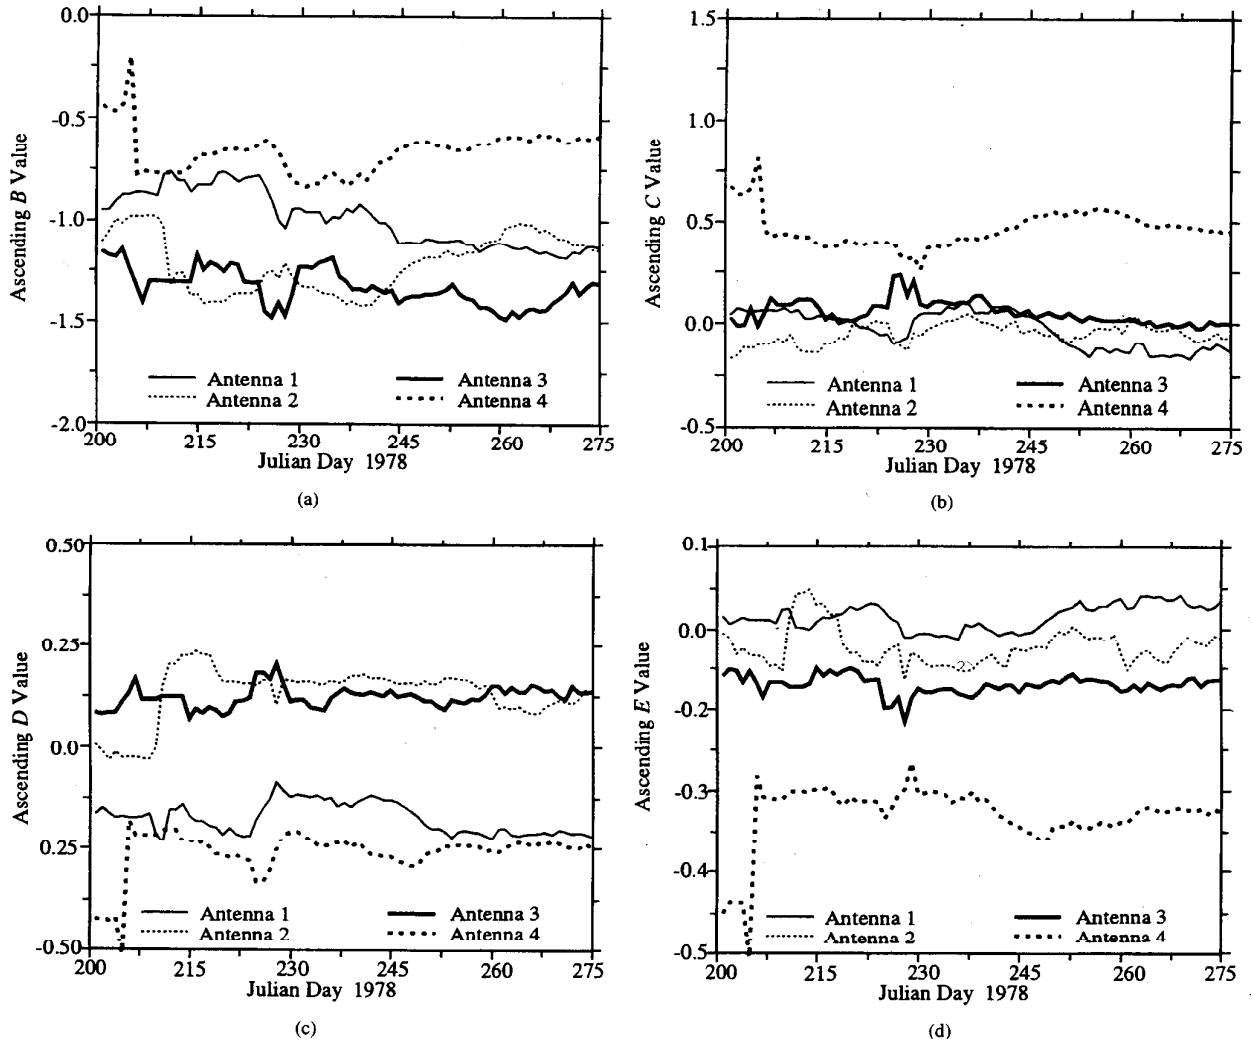 0.0
-0.5
-1.0
-1.5
-2.0
Ascending B Value
Antenna 1
Antenna 2
Antenna 3
Antenna 4
200 215 230 245 260 275
Julian Day 1978
(a)
1.5
1.0
0.5
0.0
-0.5
Ascending C Value
Antenna 1
Antenna 2
Antenna 3
Antenna 4
200 215 230 245 260 275
Julian Day 1978
(b)
0.50
0.25
0.0
0.25
-0.50
Ascending D Value
Antenna 1
Antenna 2
Antenna 3
Antenna 4
200 215 230 245 260 275
Julian Day 1978
(c)
0.1
0.0
-0.2
-0.3
-0.4
-0.5
Ascending E Value
2
Antenna 1
Antenna 2
Antenna 3
Antenna 4
200 215 230 245 260 275
Julian Day 1978
(d)